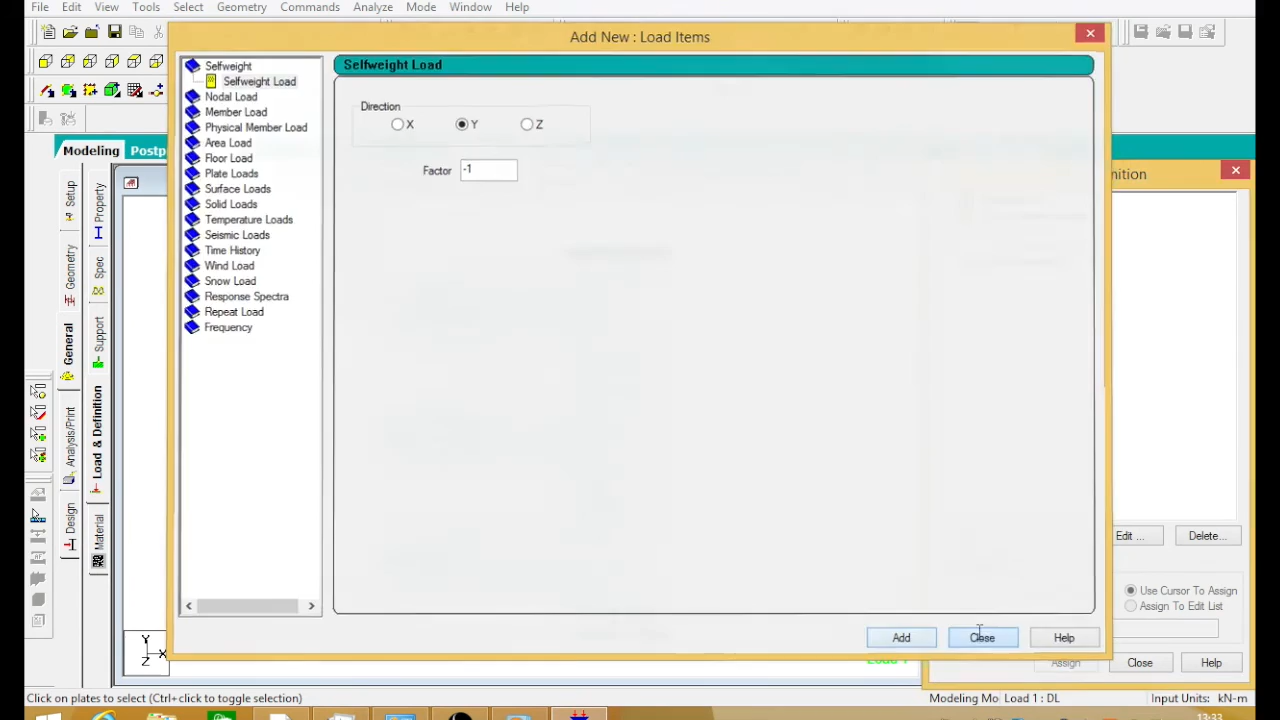 File Edit View Tools Select Geometry Commands Analyze Mode Window Help
Add New : Load Items
Selfweight
Selfweight Load
Nodal Load
Member Load
Physical Member Load
Area Load
Floor Load
Plate Loads
Surface Loads
Solid Loads
Temperature Loads
Seismic Loads
Time History
Wind Load
Snow Load
Response Spectra
Repeat Load
Frequency
Selfweight Load
Direction
X Y Z
Factor -1
Add Close Help
Modeling Postp
Setup
Geometry
General
Analysis/Print
Design
Property
Spec
Support
Load & Definition
Material
nition
Edit ... Delete...
Use Cursor To Assign
Assign To Edit List
Assign Close Help
Y
X
Z
Load 1
Click on plates to select (Ctrl+click to toggle selection)
Modeling Mo Load 1 : DL Input Units: kN-m
13:33